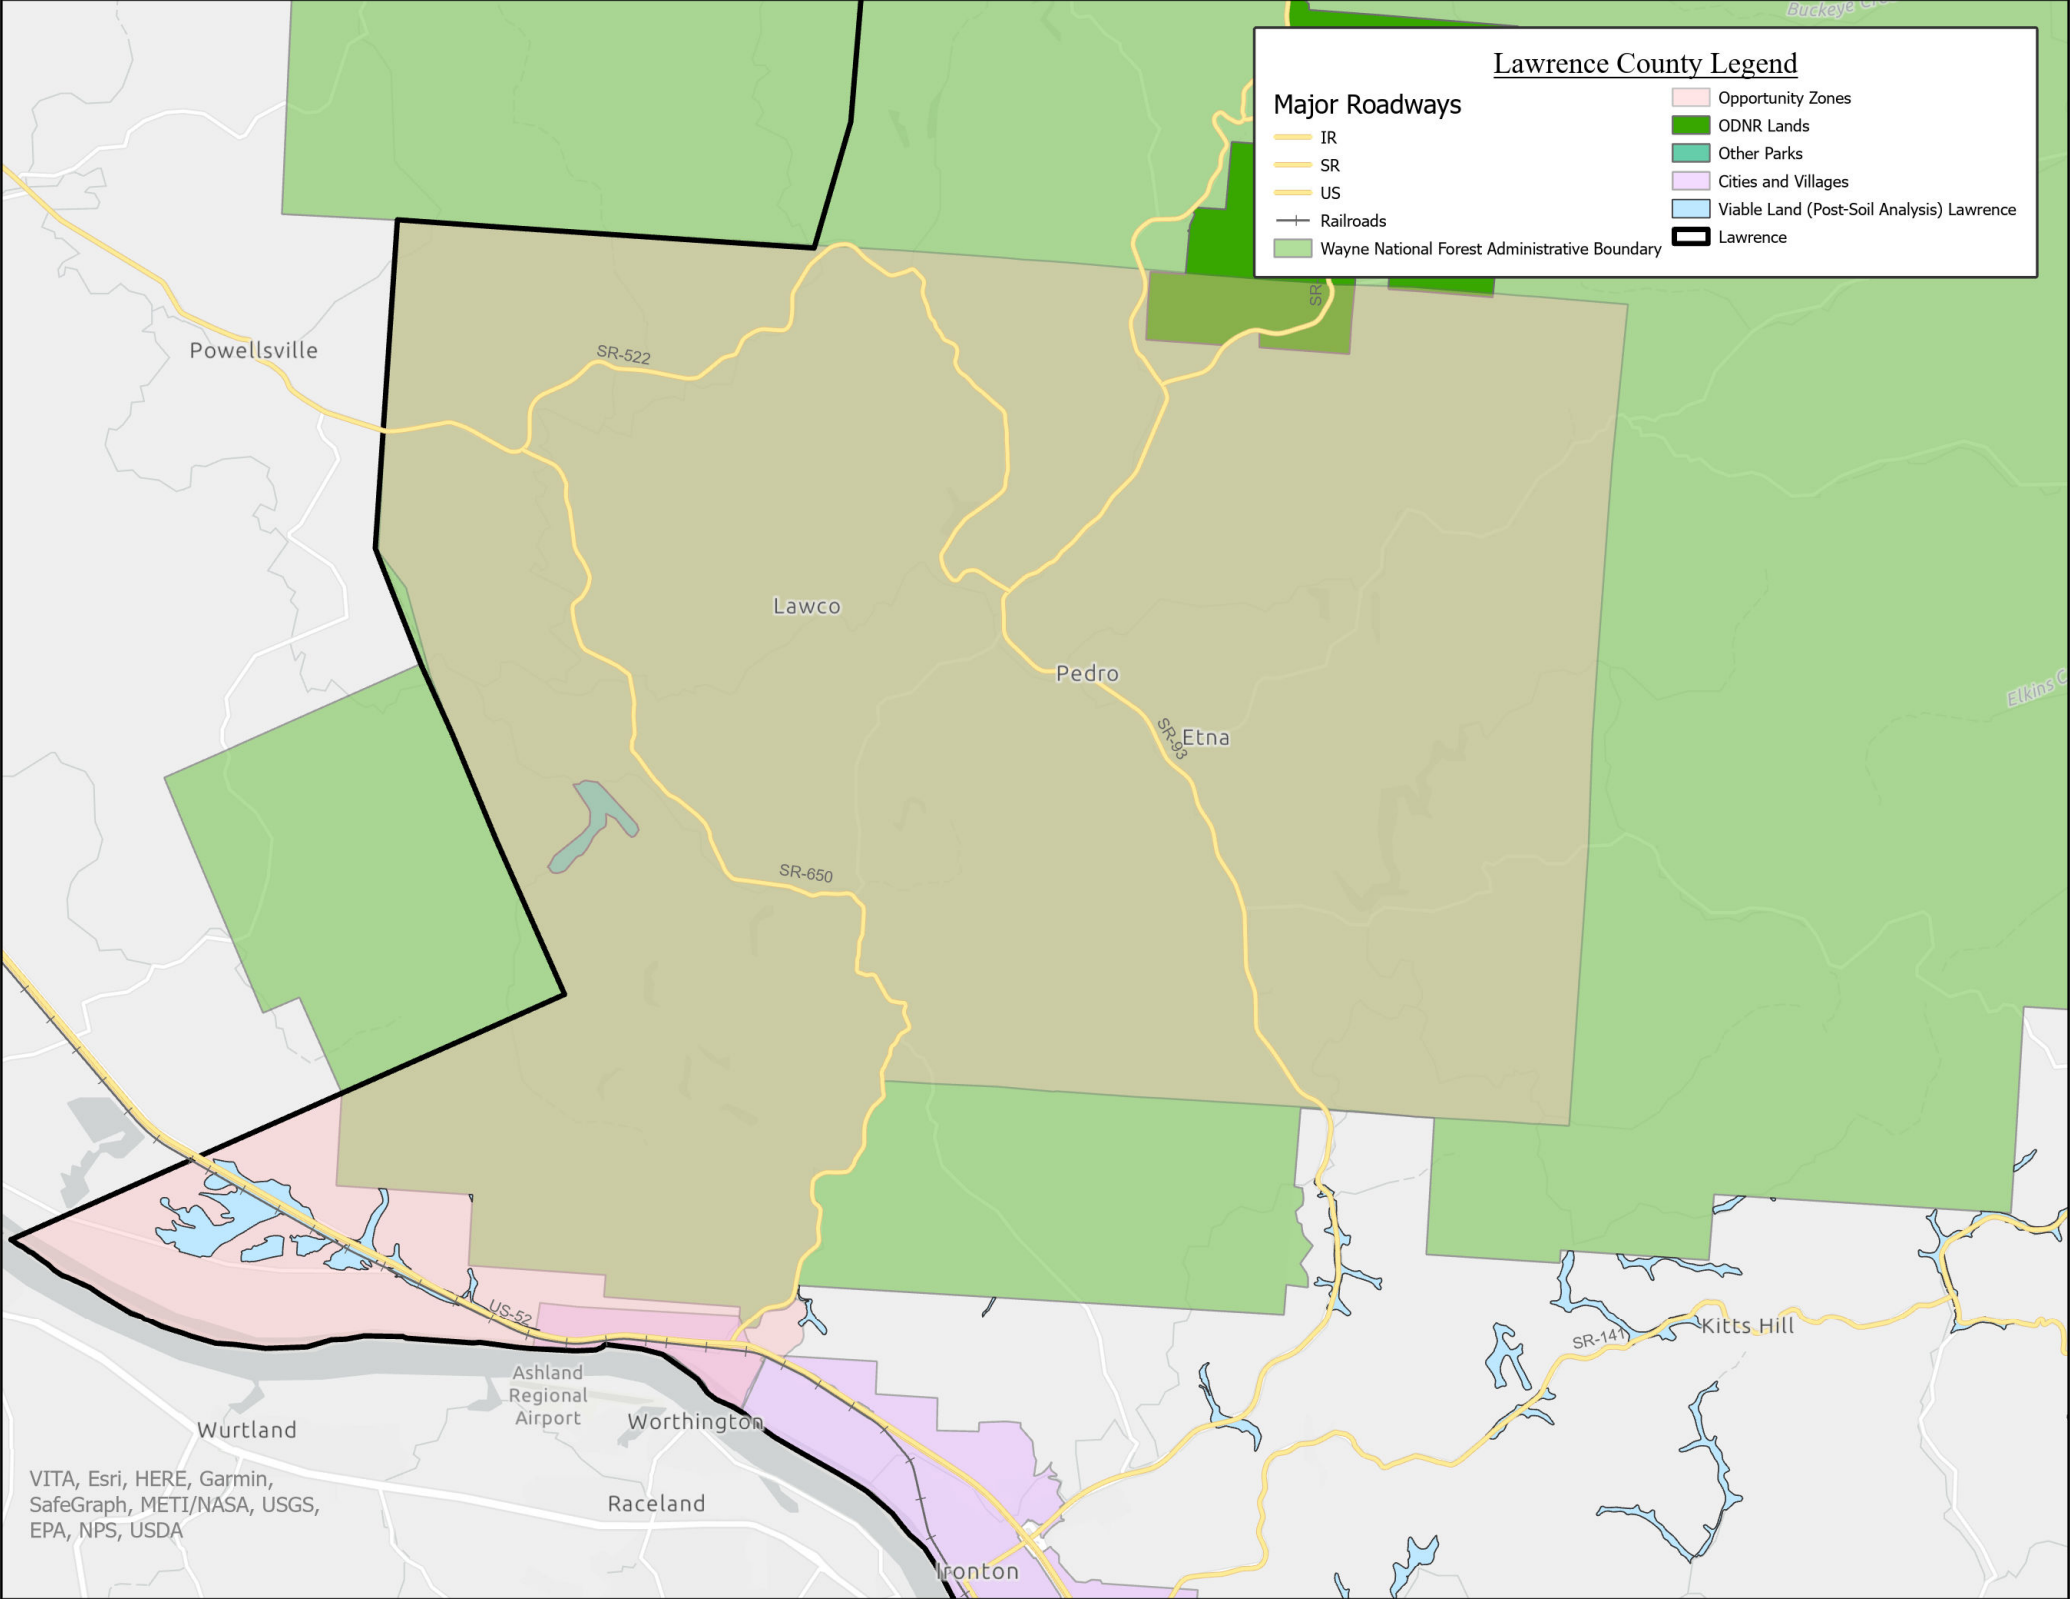 Buckeye Cre
Lawrence County Legend
Major Roadways
IR
SR
US
Railroads
Wayne National Forest Administrative Boundary
Opportunity Zones
ODNR Lands
Other Parks
Cities and Villages
Viable Land (Post-Soil Analysis) Lawrence
Lawrence
SR
Powellsville
SR-522
Lawco
Pedro
Elkins C
SR-93
Etna
SR-650
US-52
SR-141
Kitts Hill
Ashland
Regional
Airport
Worthington
Wurtland
Raceland
Ironton
VITA, Esri, HERE, Garmin,
SafeGraph, METI/NASA, USGS,
EPA, NPS, USDA